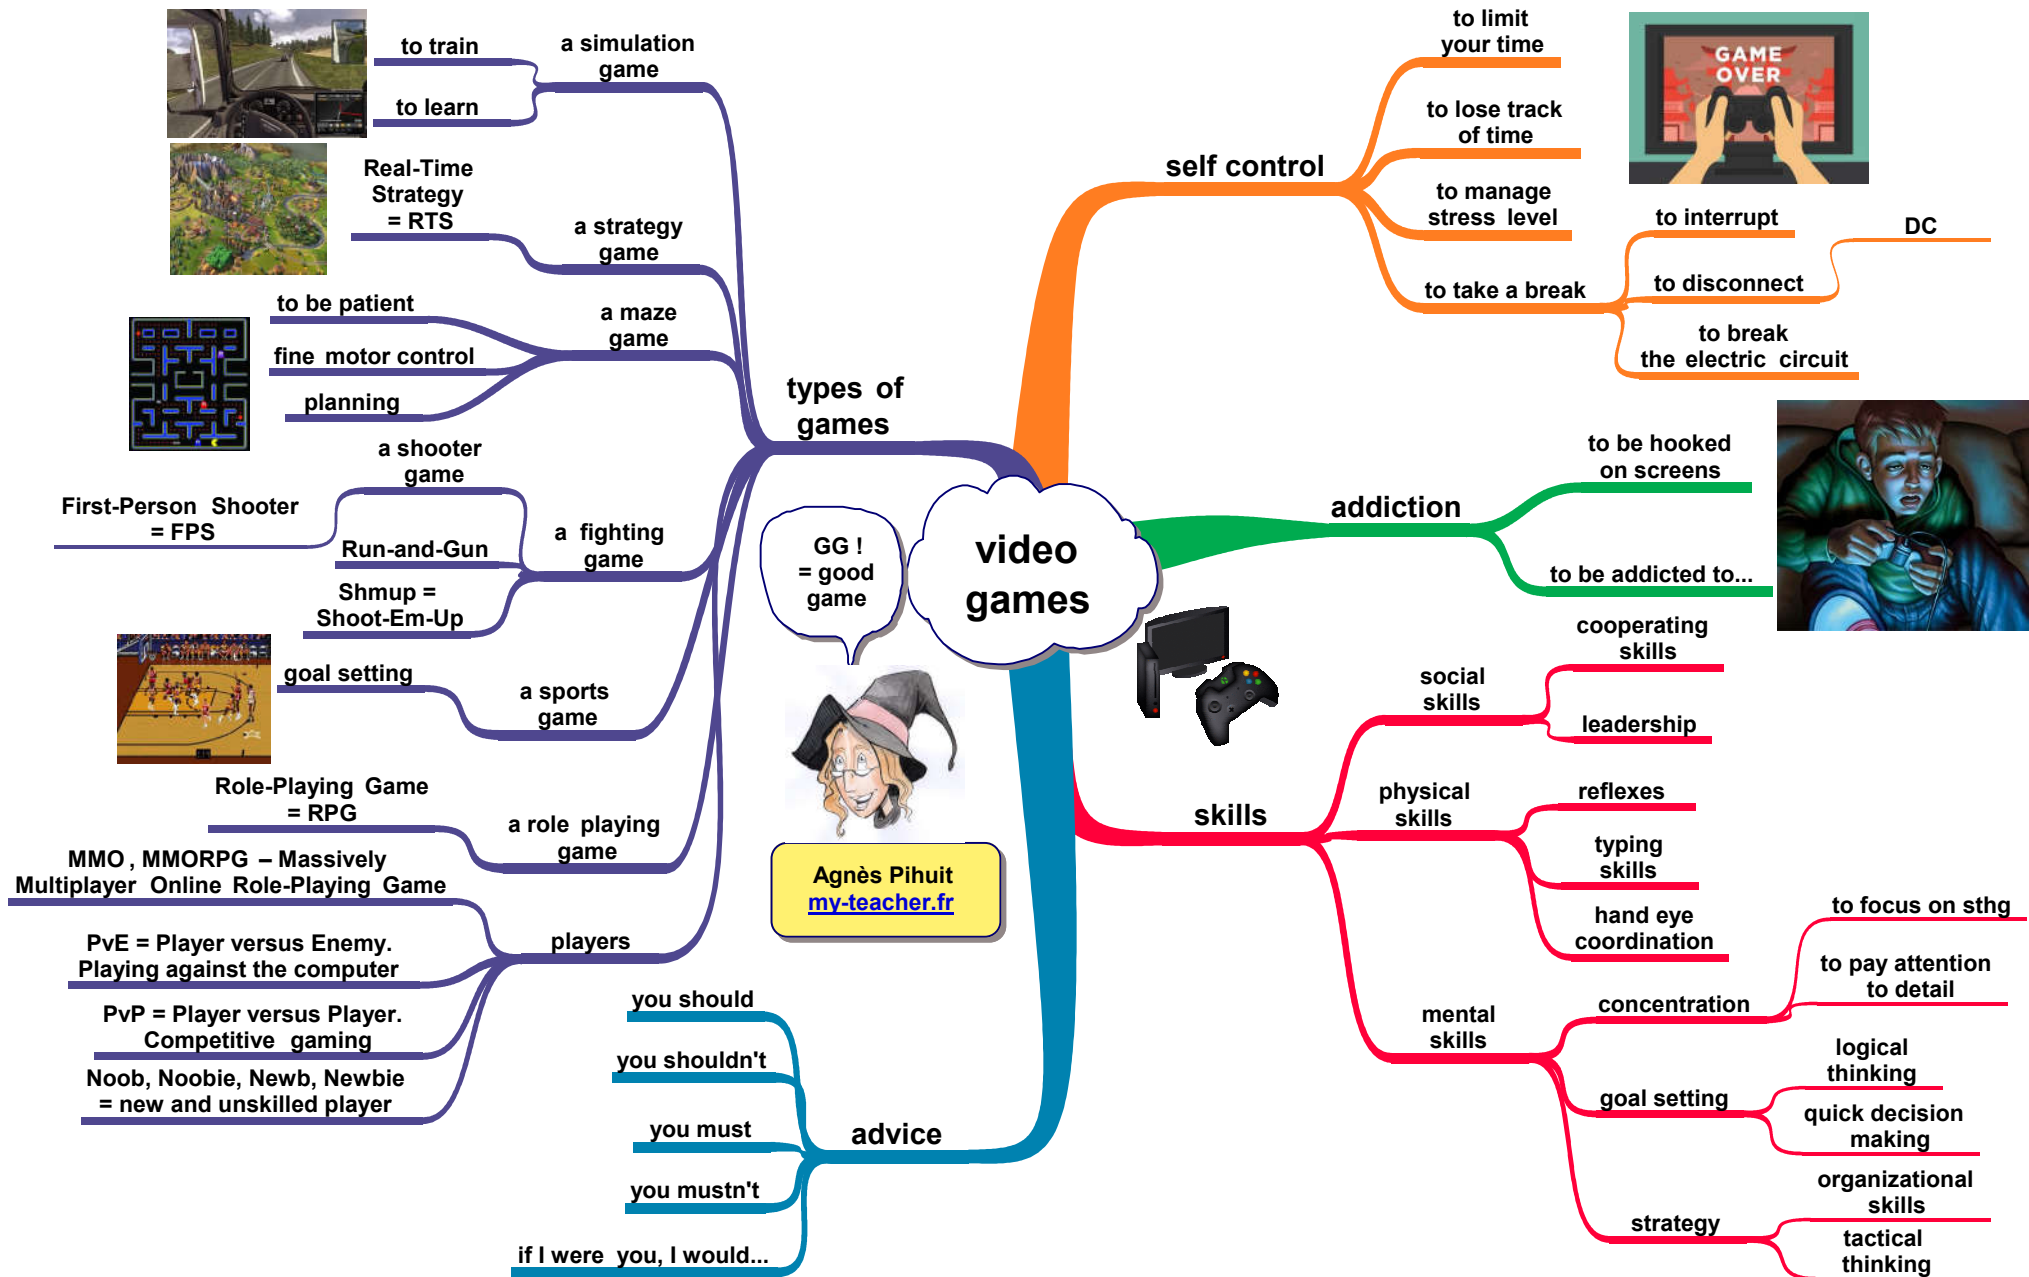 video
games
types of
games
a simulation
game
to train
to learn
a strategy
game
Real-Time
Strategy
= RTS
a maze
game
to be patient
fine motor control
planning
a fighting
game
a shooter
game
First-Person Shooter
= FPS
Run-and-Gun
Shmup =
Shoot-Em-Up
a sports
game
goal setting
a role playing
game
Role-Playing Game
= RPG
players
MMO , MMORPG – Massively
Multiplayer Online Role-Playing Game
PvE = Player versus Enemy.
Playing against the computer
PvP = Player versus Player.
Competitive gaming
Noob, Noobie, Newb, Newbie
= new and unskilled player
GG !
= good
game
Agnès Pihuit
my-teacher.fr
advice
you should
you shouldn't
you must
you mustn't
if I were you, I would...
self control
to limit
your time
to lose track
of time
to manage
stress level
to take a break
to interrupt
to disconnect
DC
to break
the electric circuit
GAME
OVER
addiction
to be hooked
on screens
to be addicted to...
skills
social
skills
cooperating
skills
leadership
physical
skills
reflexes
typing
skills
hand eye
coordination
mental
skills
concentration
to focus on sthg
to pay attention
to detail
goal setting
logical
thinking
quick decision
making
strategy
organizational
skills
tactical
thinking